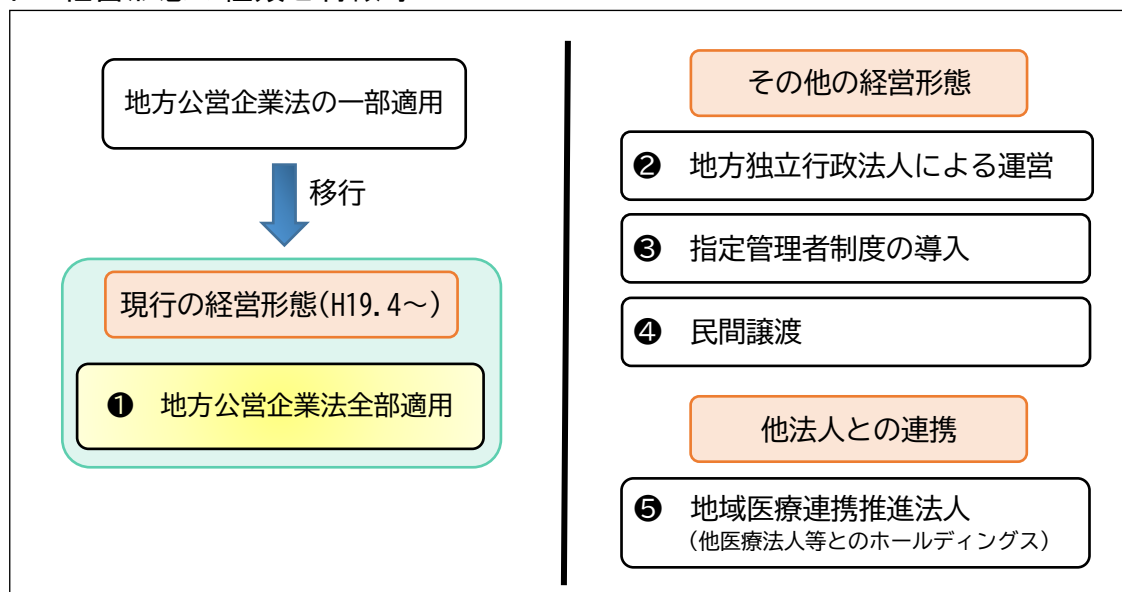 地方公営企業法の一部適用
移行
現行の経営形態(H19.4～)
❶ 地方公営企業法全部適用
その他の経営形態
❷ 地方独立行政法人による運営
❸ 指定管理者制度の導入
❹ 民間譲渡
他法人との連携
❺ 地域医療連携推進法人
(他医療法人等とのホールディングス)